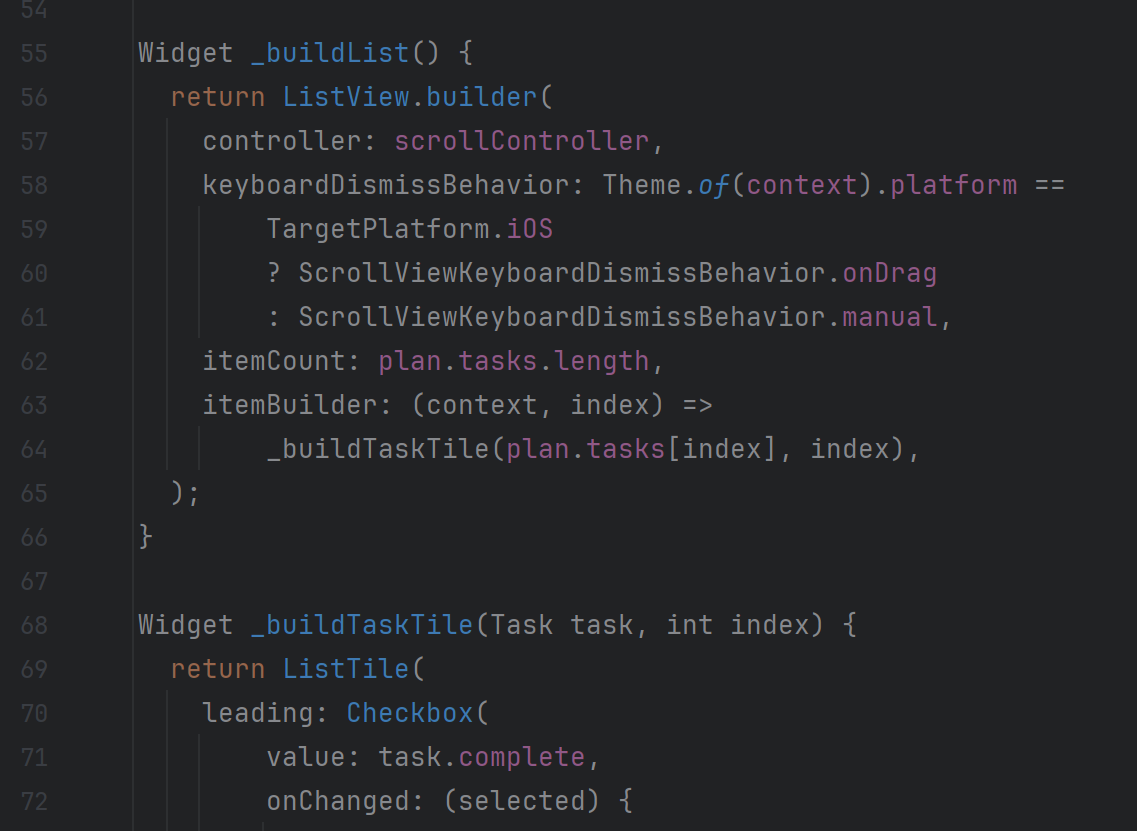 54
55 Widget _buildList() {
56 return ListView.builder(
57 controller: scrollController,
58 keyboardDismissBehavior: Theme.of(context).platform ==
59 TargetPlatform.iOS
60 ? ScrollViewKeyboardDismissBehavior.onDrag
61 : ScrollViewKeyboardDismissBehavior.manual,
62 itemCount: plan.tasks.length,
63 itemBuilder: (context, index) =>
64 _buildTaskTile(plan.tasks[index], index),
65 );
66 }
67
68 Widget _buildTaskTile(Task task, int index) {
69 return ListTile(
70 leading: Checkbox(
71 value: task.complete,
72 onChanged: (selected) {